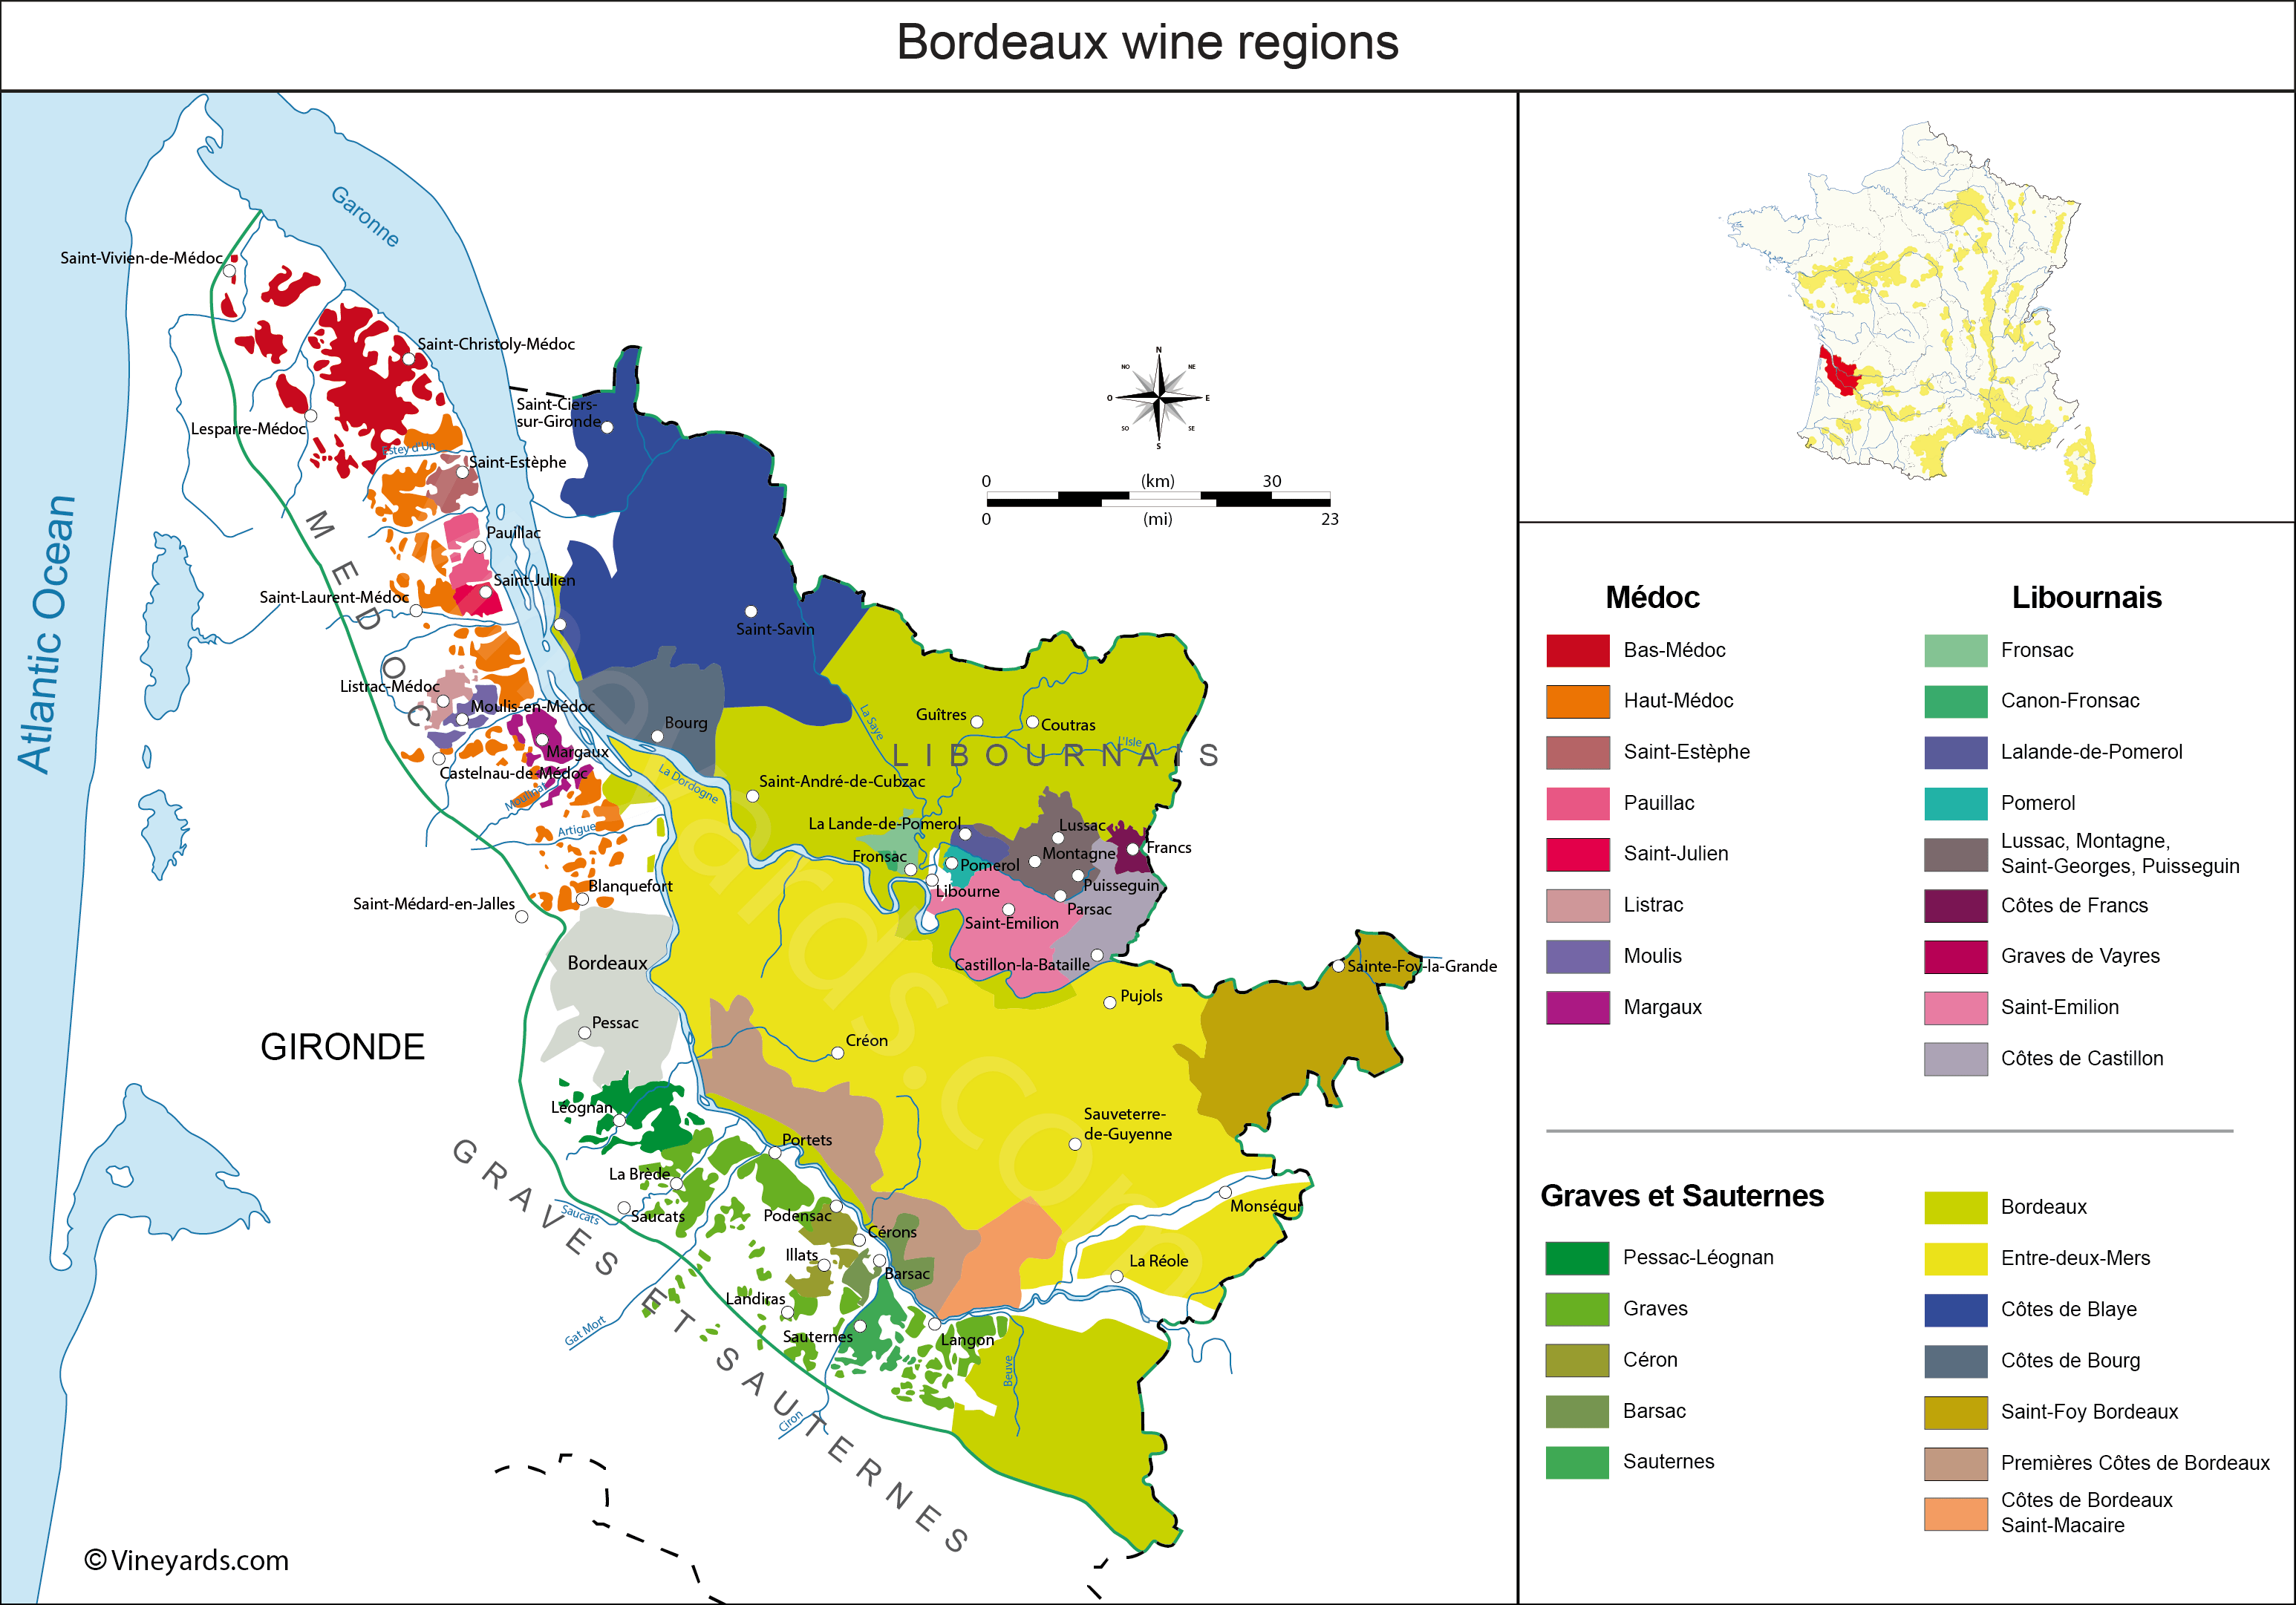 Bordeaux wine regions
Garonne
Saint-Vivien-de-Médoc
Saint-Christoly-Médoc
Saint-Ciers-
sur-Gironde
Lesparre-Médoc
Estey d'Un
Saint-Estèphe
N
NO
NE
O
E
SO
SE
S
0
(km)
30
0
(mi)
23
Atlantic Ocean
MEDOC
Pauillac
Saint-Julien
Saint-Laurent-Médoc
Saint-Savin
Listrac-Médoc
Moulis-en-Médoc
Bourg
Margaux
Castelnau-de-Médoc
Moulinat
La Dordogne
Artigue
La Saye
Guîtres
Coutras
L'Isle
LIBOURNAIS
Saint-André-de-Cubzac
La Lande-de-Pomerol
Lussac
Fronsac
Pomerol
Montagne
Francs
Libourne
Puisseguin
Blanquefort
Saint-Médard-en-Jalles
Parsac
Saint-Emilion
Bordeaux
Castillon-la-Bataille
Sainte-Foy-la-Grande
Pujols
Pessac
GIRONDE
Créon
Léognan
Sauveterre-
de-Guyenne
Portets
La Brède
Saucats
Saucats
Podensac
Monségur
Cérons
Illats
Barsac
La Réole
Landiras
Gat Mort
Sauternes
Langon
Beuve
Ciron
GRAVES ET SAUTERNES
© Vineyards.com
Médoc
Bas-Médoc
Haut-Médoc
Saint-Estèphe
Pauillac
Saint-Julien
Listrac
Moulis
Margaux
Libournais
Fronsac
Canon-Fronsac
Lalande-de-Pomerol
Pomerol
Lussac, Montagne,
Saint-Georges, Puisseguin
Côtes de Francs
Graves de Vayres
Saint-Emilion
Côtes de Castillon
Graves et Sauternes
Pessac-Léognan
Graves
Céron
Barsac
Sauternes
Bordeaux
Entre-deux-Mers
Côtes de Blaye
Côtes de Bourg
Saint-Foy Bordeaux
Premières Côtes de Bordeaux
Côtes de Bordeaux
Saint-Macaire